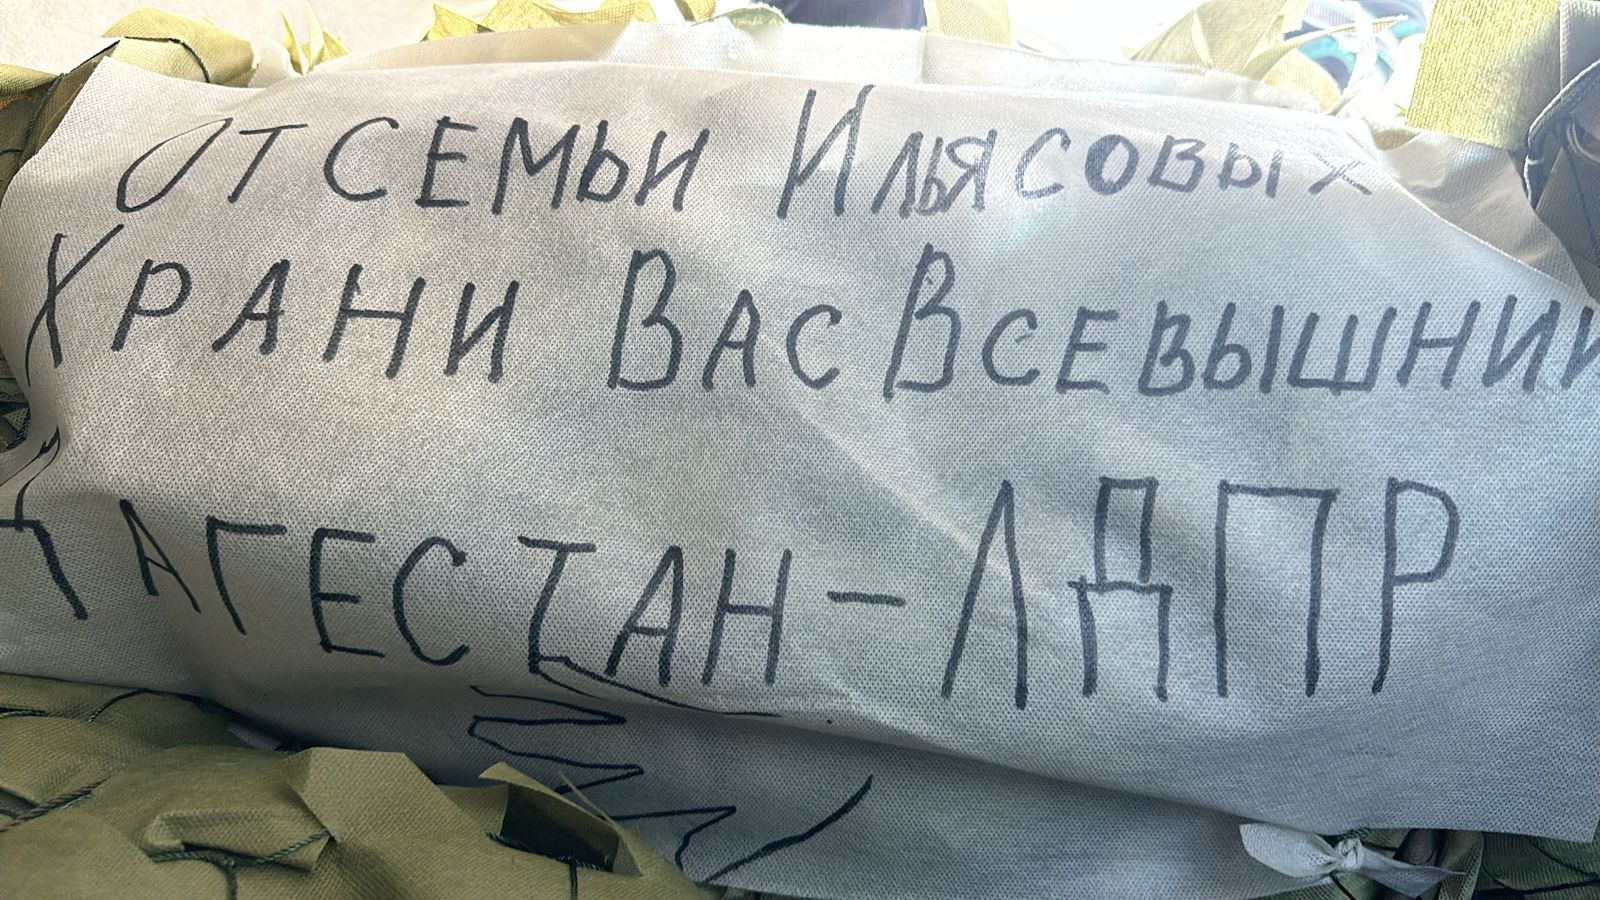 От семьи Ильясовых
Храни Вас Всевышний
Дагестан - ЛДПР